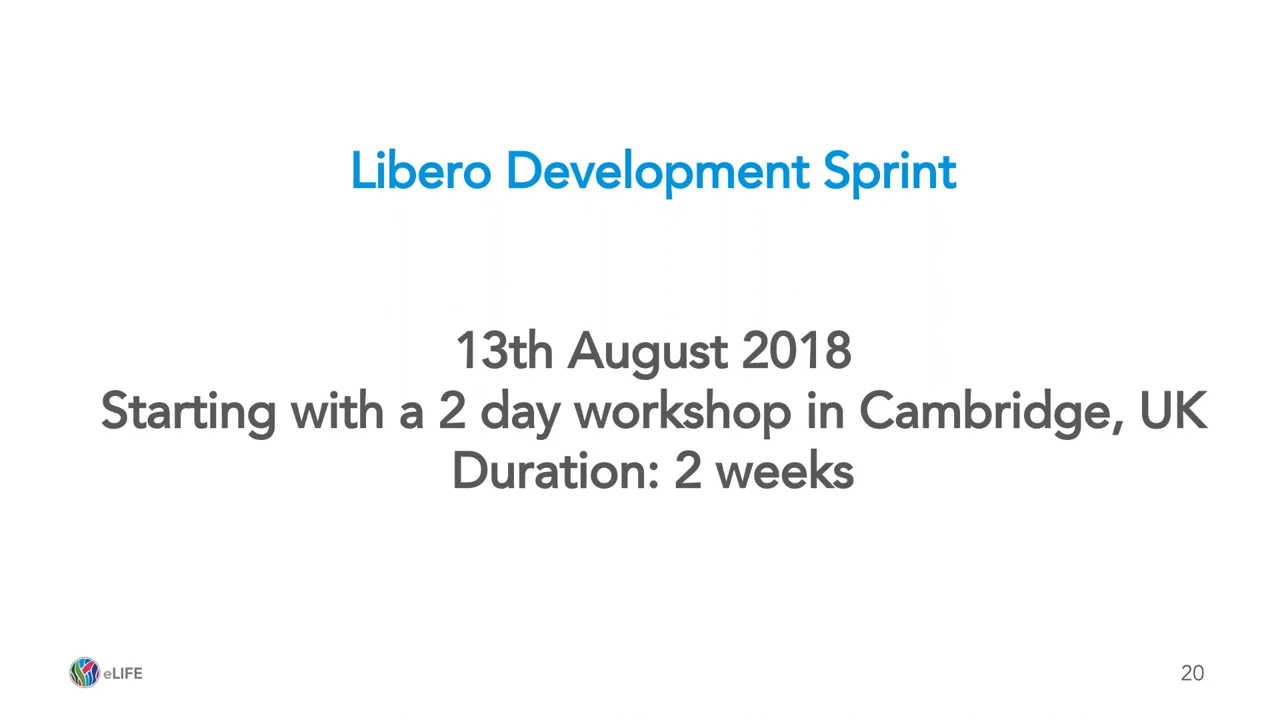 Libero Development Sprint
13th August 2018
Starting with a 2 day workshop in Cambridge, UK
Duration: 2 weeks
eLIFE
20